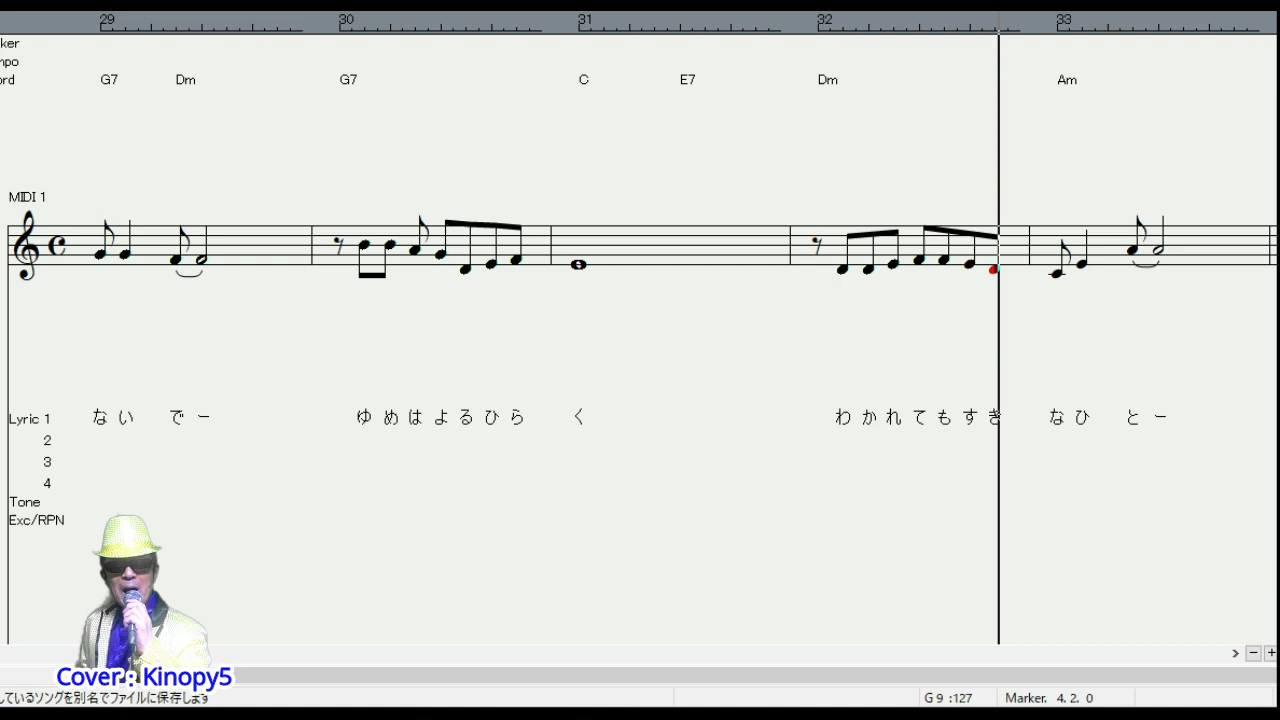 29 30 31 32 33
ker
mpo
ord G7 Dm G7 C E7 Dm Am
MIDI 1
Lyric 1 ない でー ゆめはよるひら く わかれてもすき なひ とー
2
3
4
Tone
Exc/RPN
Cover : Kinopy5
しているソングを別名でファイルに保存します G 9 :127 Marker. 4. 2. 0